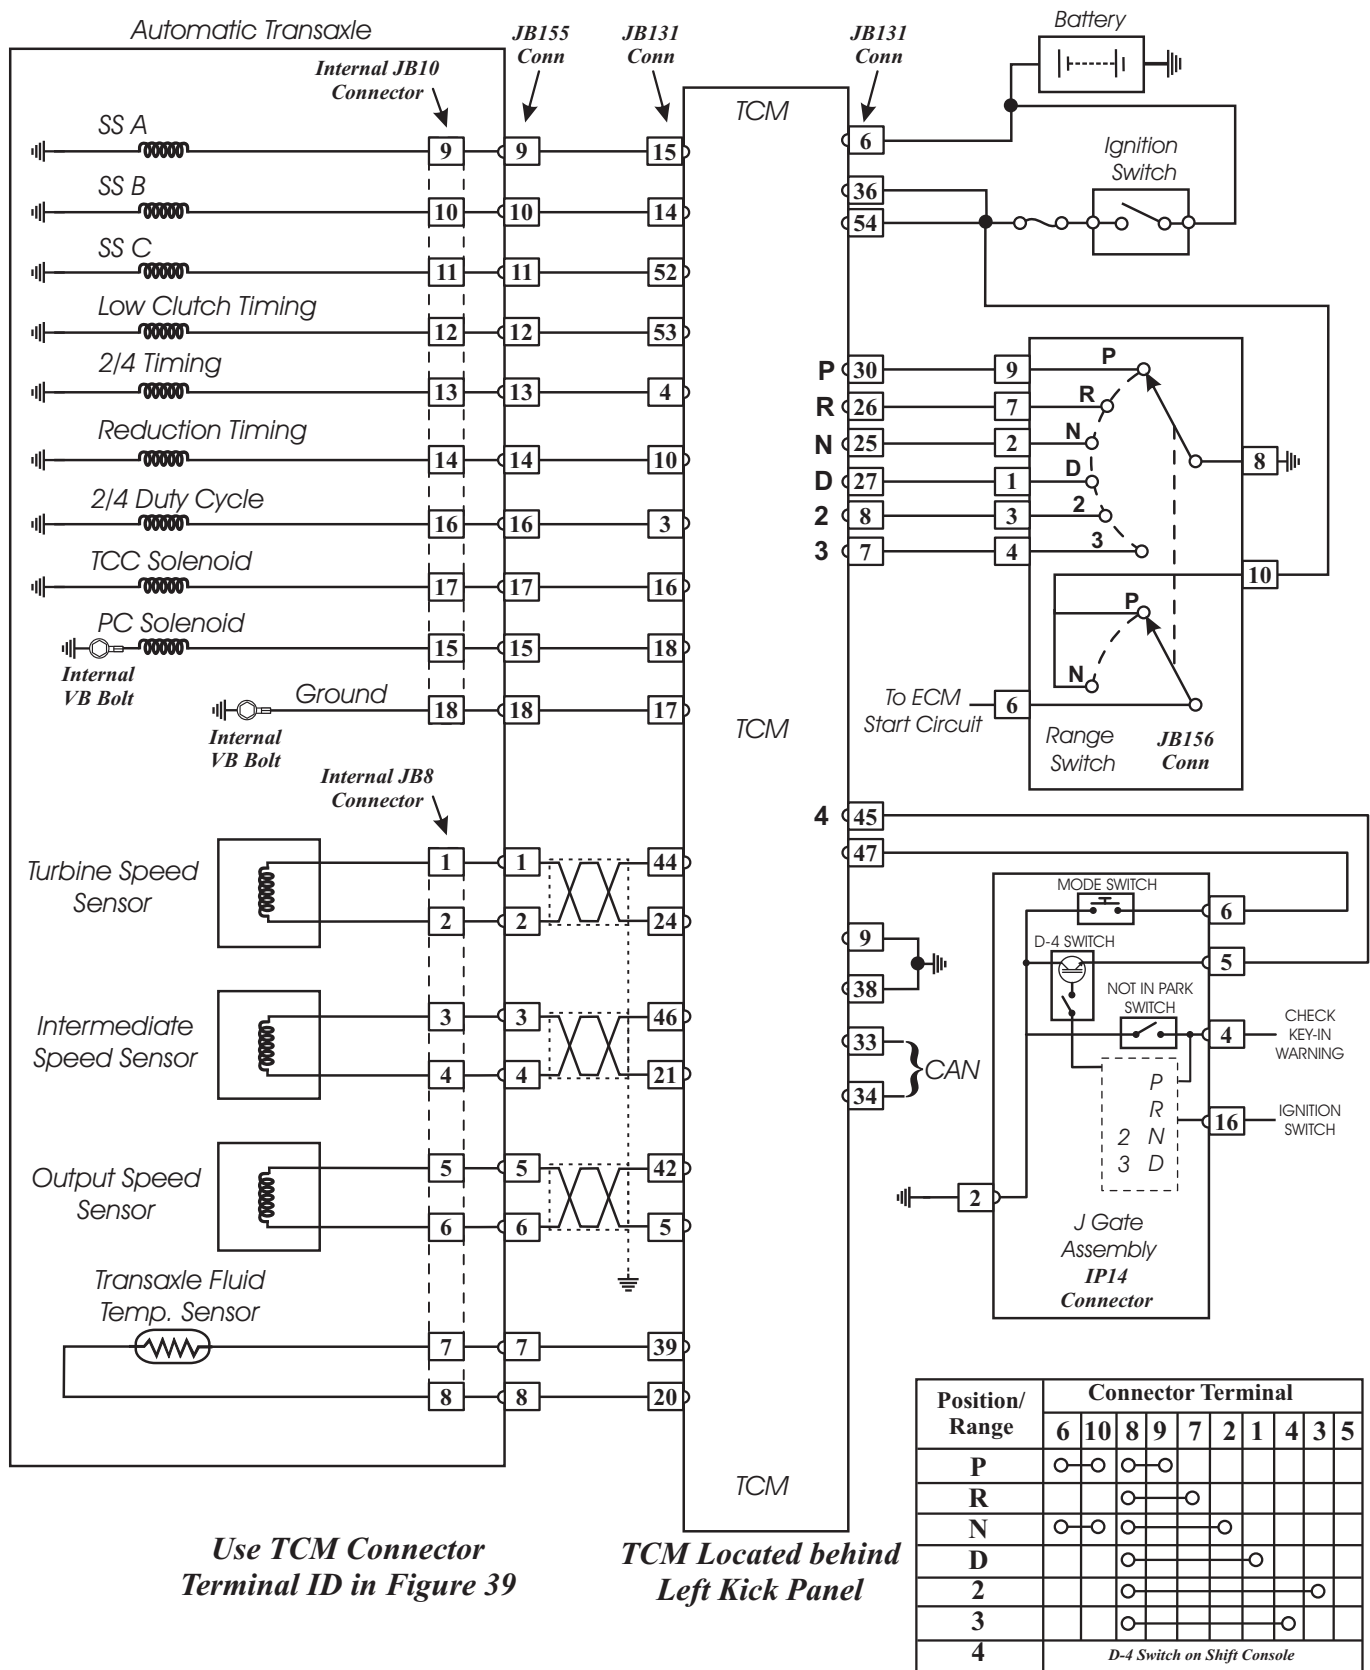 Automatic Transaxle
JB155
Conn
JB131
Conn
JB131
Conn
Battery
Internal JB10
Connector
TCM
SS A
9 9 15
6
Ignition
Switch
SS B
10 10 14
36
54
SS C
11 11 52
Low Clutch Timing
12 12 53
2/4 Timing
13 13 4
P 30 9 P
R 26 7 R
Reduction Timing
14 14 10
N 25 2 N
8
D 27 1 D
2/4 Duty Cycle
16 16 3
2 8 3 2
3 7 4 3
TCC Solenoid
17 17 16
10
PC Solenoid
15 15 18
P
Internal
VB Bolt
N
Ground
18 18 17
To ECM
Start Circuit
6
Internal
VB Bolt
TCM
Range
Switch
JB156
Conn
Internal JB8
Connector
4 45
47
Turbine Speed
Sensor
1 1 44
2 2 24
MODE SWITCH
6
D-4 SWITCH
5
9
38
NOT IN PARK
SWITCH
4
CHECK
KEY-IN
WARNING
Intermediate
Speed Sensor
3 3 46
4 4 21
33
34
CAN
P
R
2 N
3 D
16
IGNITION
SWITCH
Output Speed
Sensor
5 5 42
6 6 5
2
J Gate
Assembly
IP14
Connector
Transaxle Fluid
Temp. Sensor
7 7 39
8 8 20
TCM
Use TCM Connector
Terminal ID in Figure 39
TCM Located behind
Left Kick Panel
Position/
Range
Connector Terminal
6 10 8 9 7 2 1 4 3 5
P
R
N
D
2
3
4 D-4 Switch on Shift Console